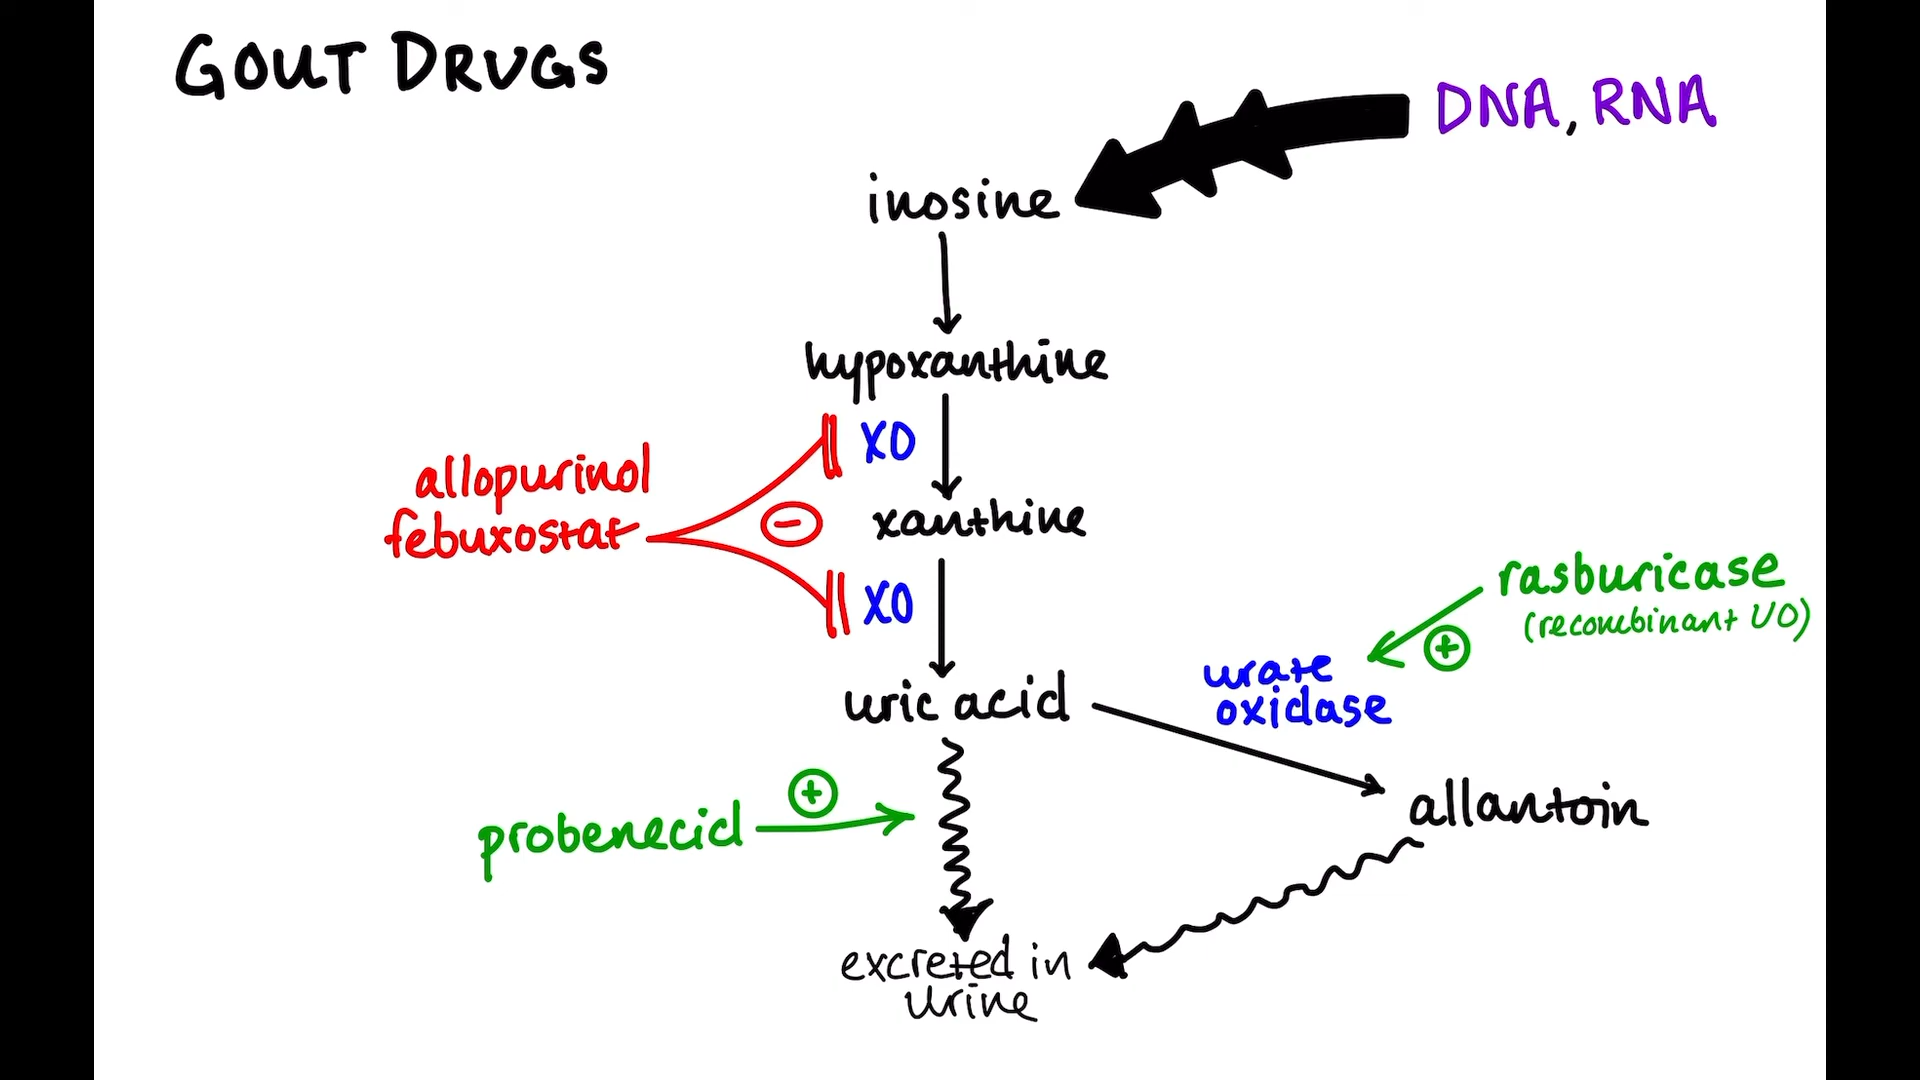 GOUT DRUGS
DNA, RNA
inosine
hypoxanthine
XO
allopurinol
febuxostat
−
xanthine
XO
rasburicase
(recombinant UO)
+
urate
oxidase
uric acid
+
probenecid
allantoin
excreted in
urine